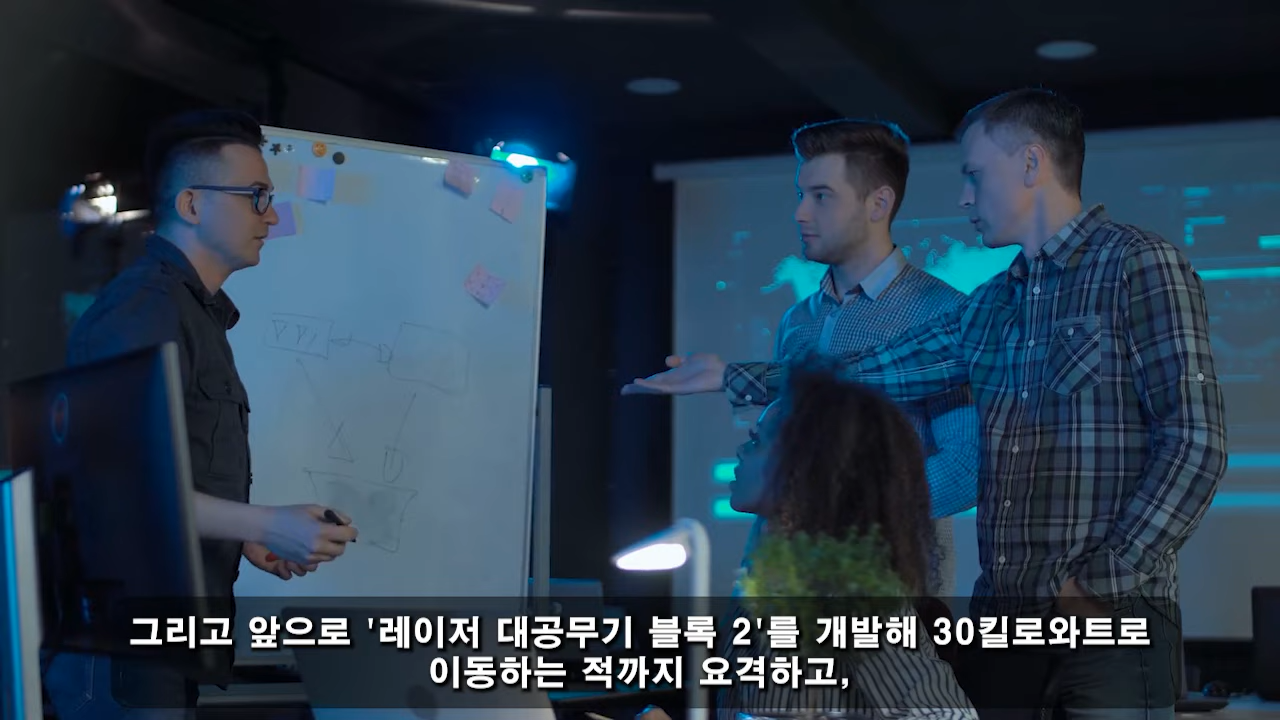 그리고 앞으로 '레이저 대공무기 블록 2'를 개발해 30킬로와트로
이동하는 적까지 요격하고,